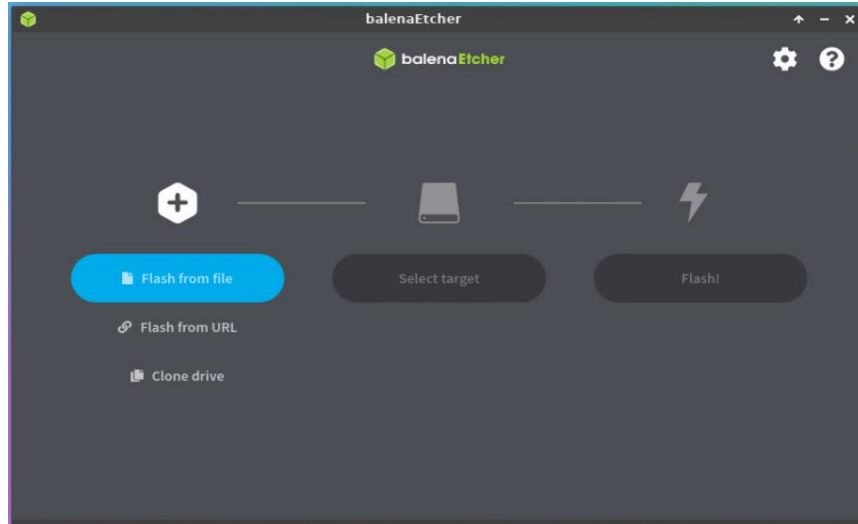 balenaEtcher
balenaEtcher
Flash from file
Select target
Flash!
Flash from URL
Clone drive